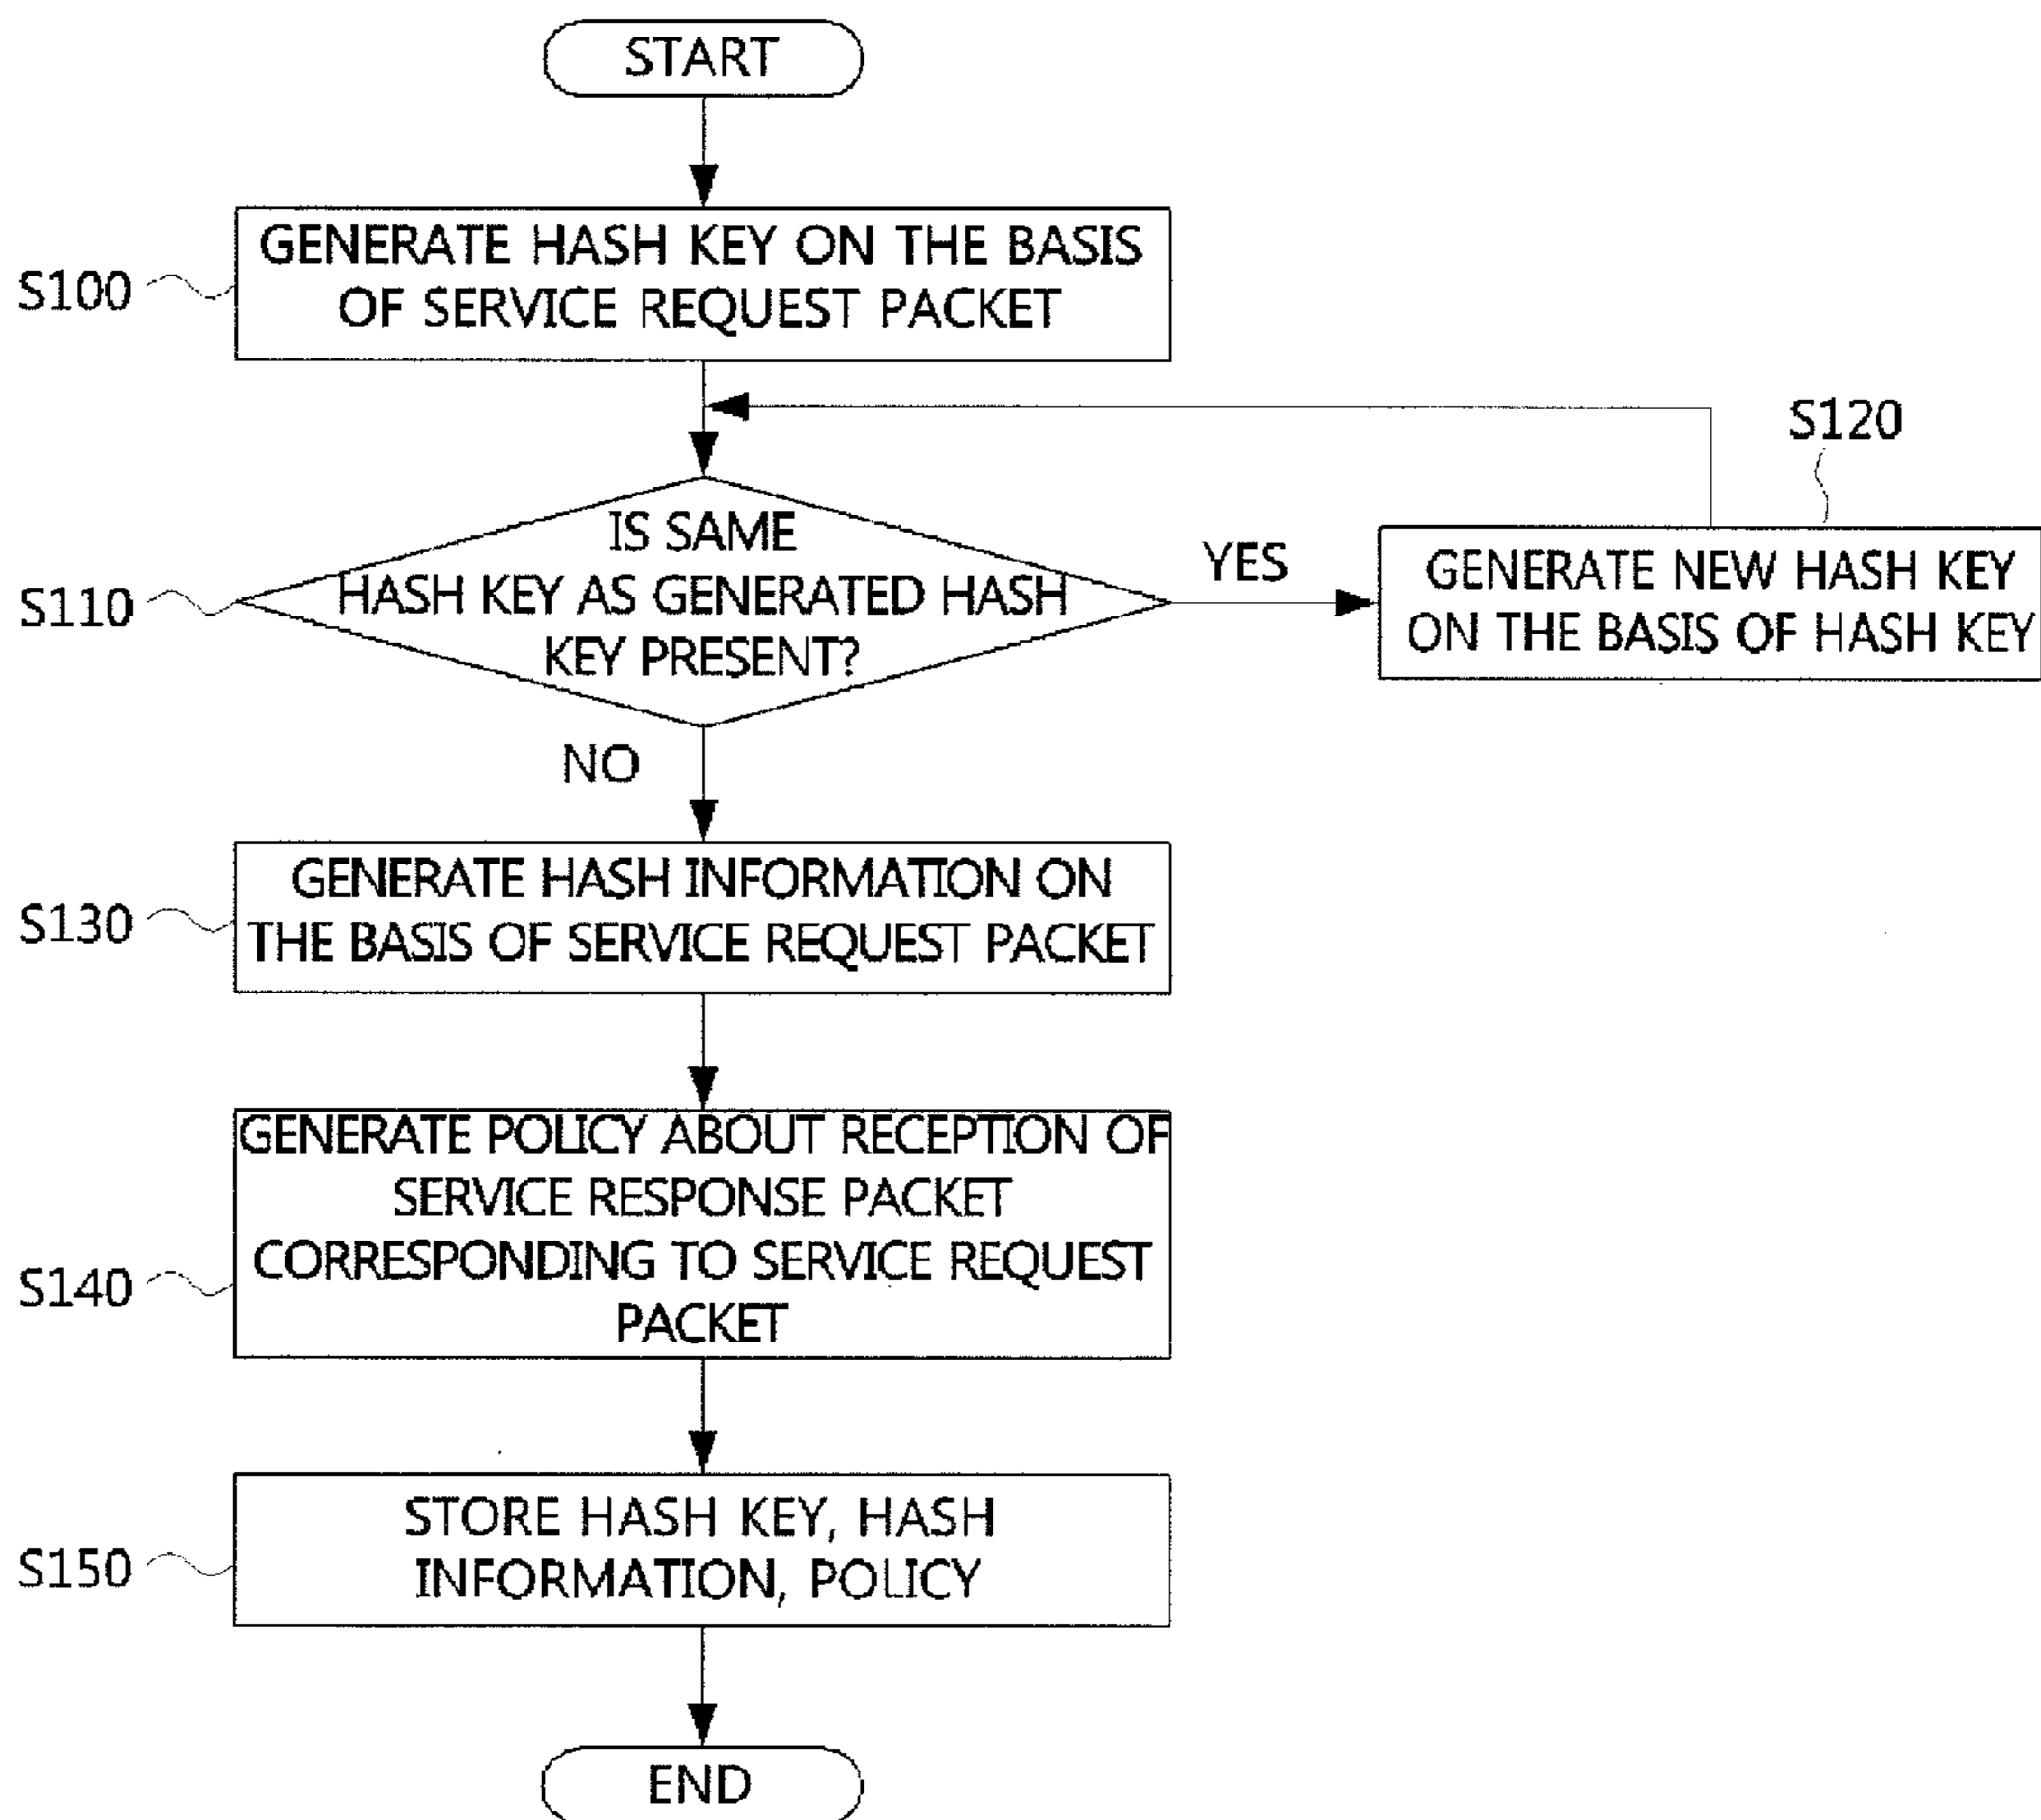 START
GENERATE HASH KEY ON THE BASIS
OF SERVICE REQUEST PACKET
S100
S120
IS SAME
HASH KEY AS GENERATED HASH
KEY PRESENT?
S110
YES
GENERATE NEW HASH KEY
ON THE BASIS OF HASH KEY
NO
GENERATE HASH INFORMATION ON
THE BASIS OF SERVICE REQUEST PACKET
S130
GENERATE POLICY ABOUT RECEPTION OF
SERVICE RESPONSE PACKET
CORRESPONDING TO SERVICE REQUEST
PACKET
S140
STORE HASH KEY, HASH
INFORMATION, POLICY
S150
END